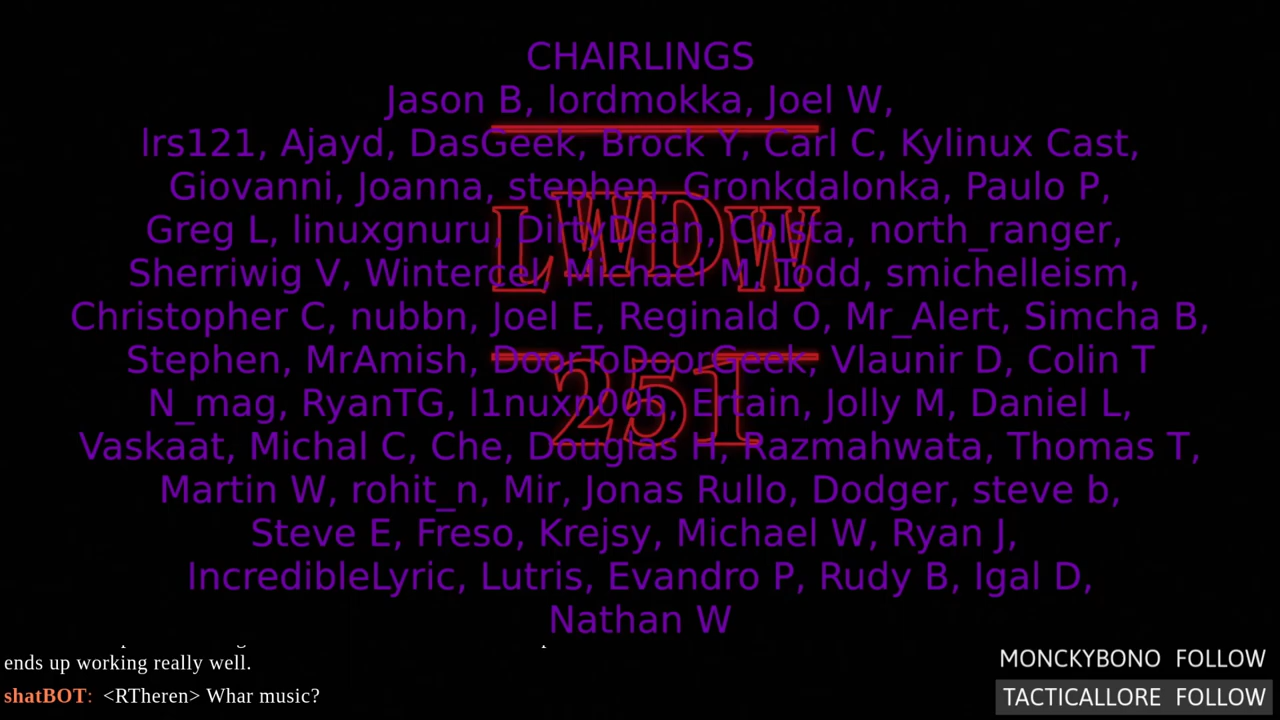 CHAIRLINGS
Jason B, lordmokka, Joel W,
lrs121, Ajayd, DasGeek, Brock Y, Carl C, Kylinux Cast,
Giovanni, Joanna, stephen, Gronkdalonka, Paulo P,
Greg L, linuxgnuru, DirtyDean, Colsta, north_ranger,
Sherriwig V, Wintercel, Michael M, Todd, smichelleism,
Christopher C, nubbn, Joel E, Reginald O, Mr_Alert, Simcha B,
Stephen, MrAmish, DoorToDoorGeek, Vlaunir D, Colin T
N_mag, RyanTG, l1nuxn00b, Ertain, Jolly M, Daniel L,
Vaskaat, Michal C, Che, Douglas H, Razmahwata, Thomas T,
Martin W, rohit_n, Mir, Jonas Rullo, Dodger, steve b,
Steve E, Freso, Krejsy, Michael W, Ryan J,
IncredibleLyric, Lutris, Evandro P, Rudy B, Igal D,
Nathan W
LWDW
251
ends up working really well.
shatBOT: <RTheren> Whar music?
MONCKYBONO FOLLOW
TACTICALLORE FOLLOW